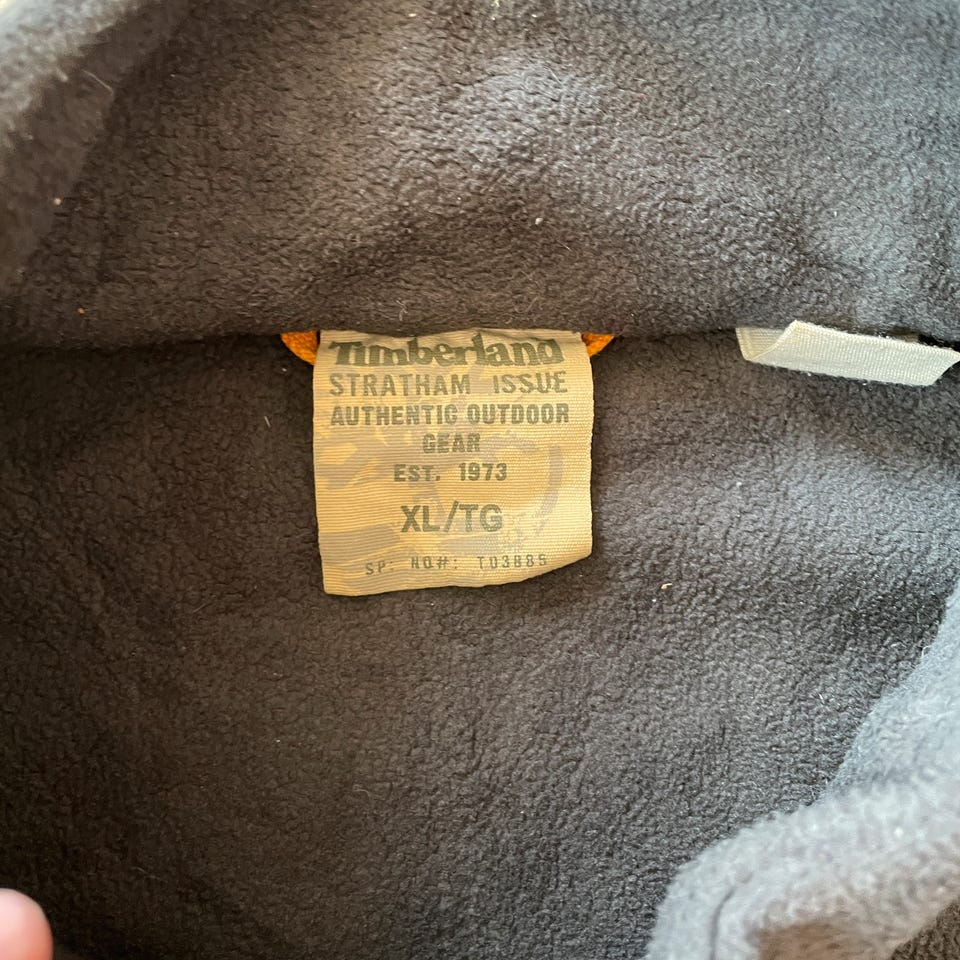 Timberland
STRATHAM ISSUE
AUTHENTIC OUTDOOR
GEAR
EST. 1973
XL/TG
SP: NO#: T03885